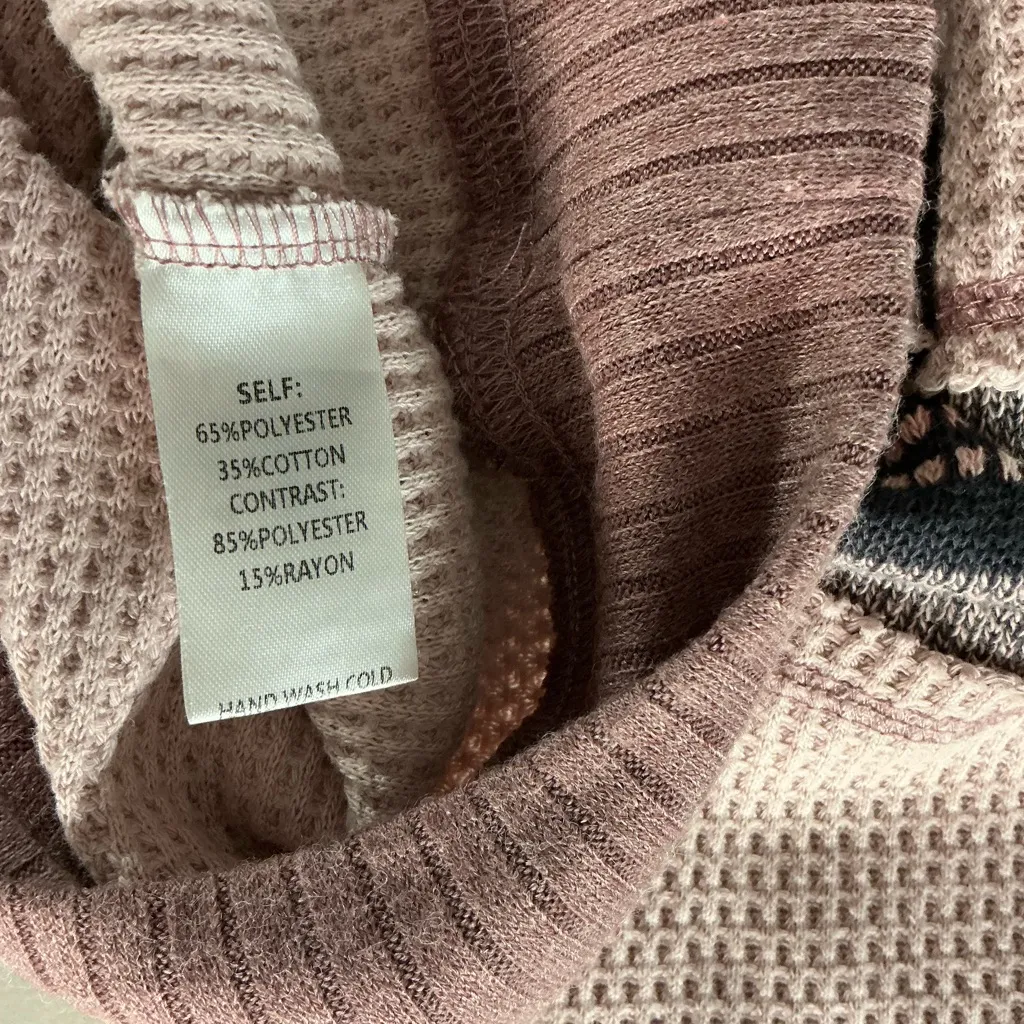 SELF:
65%POLYESTER
35%COTTON
CONTRAST:
85%POLYESTER
15%RAYON
HAND WASH COLD